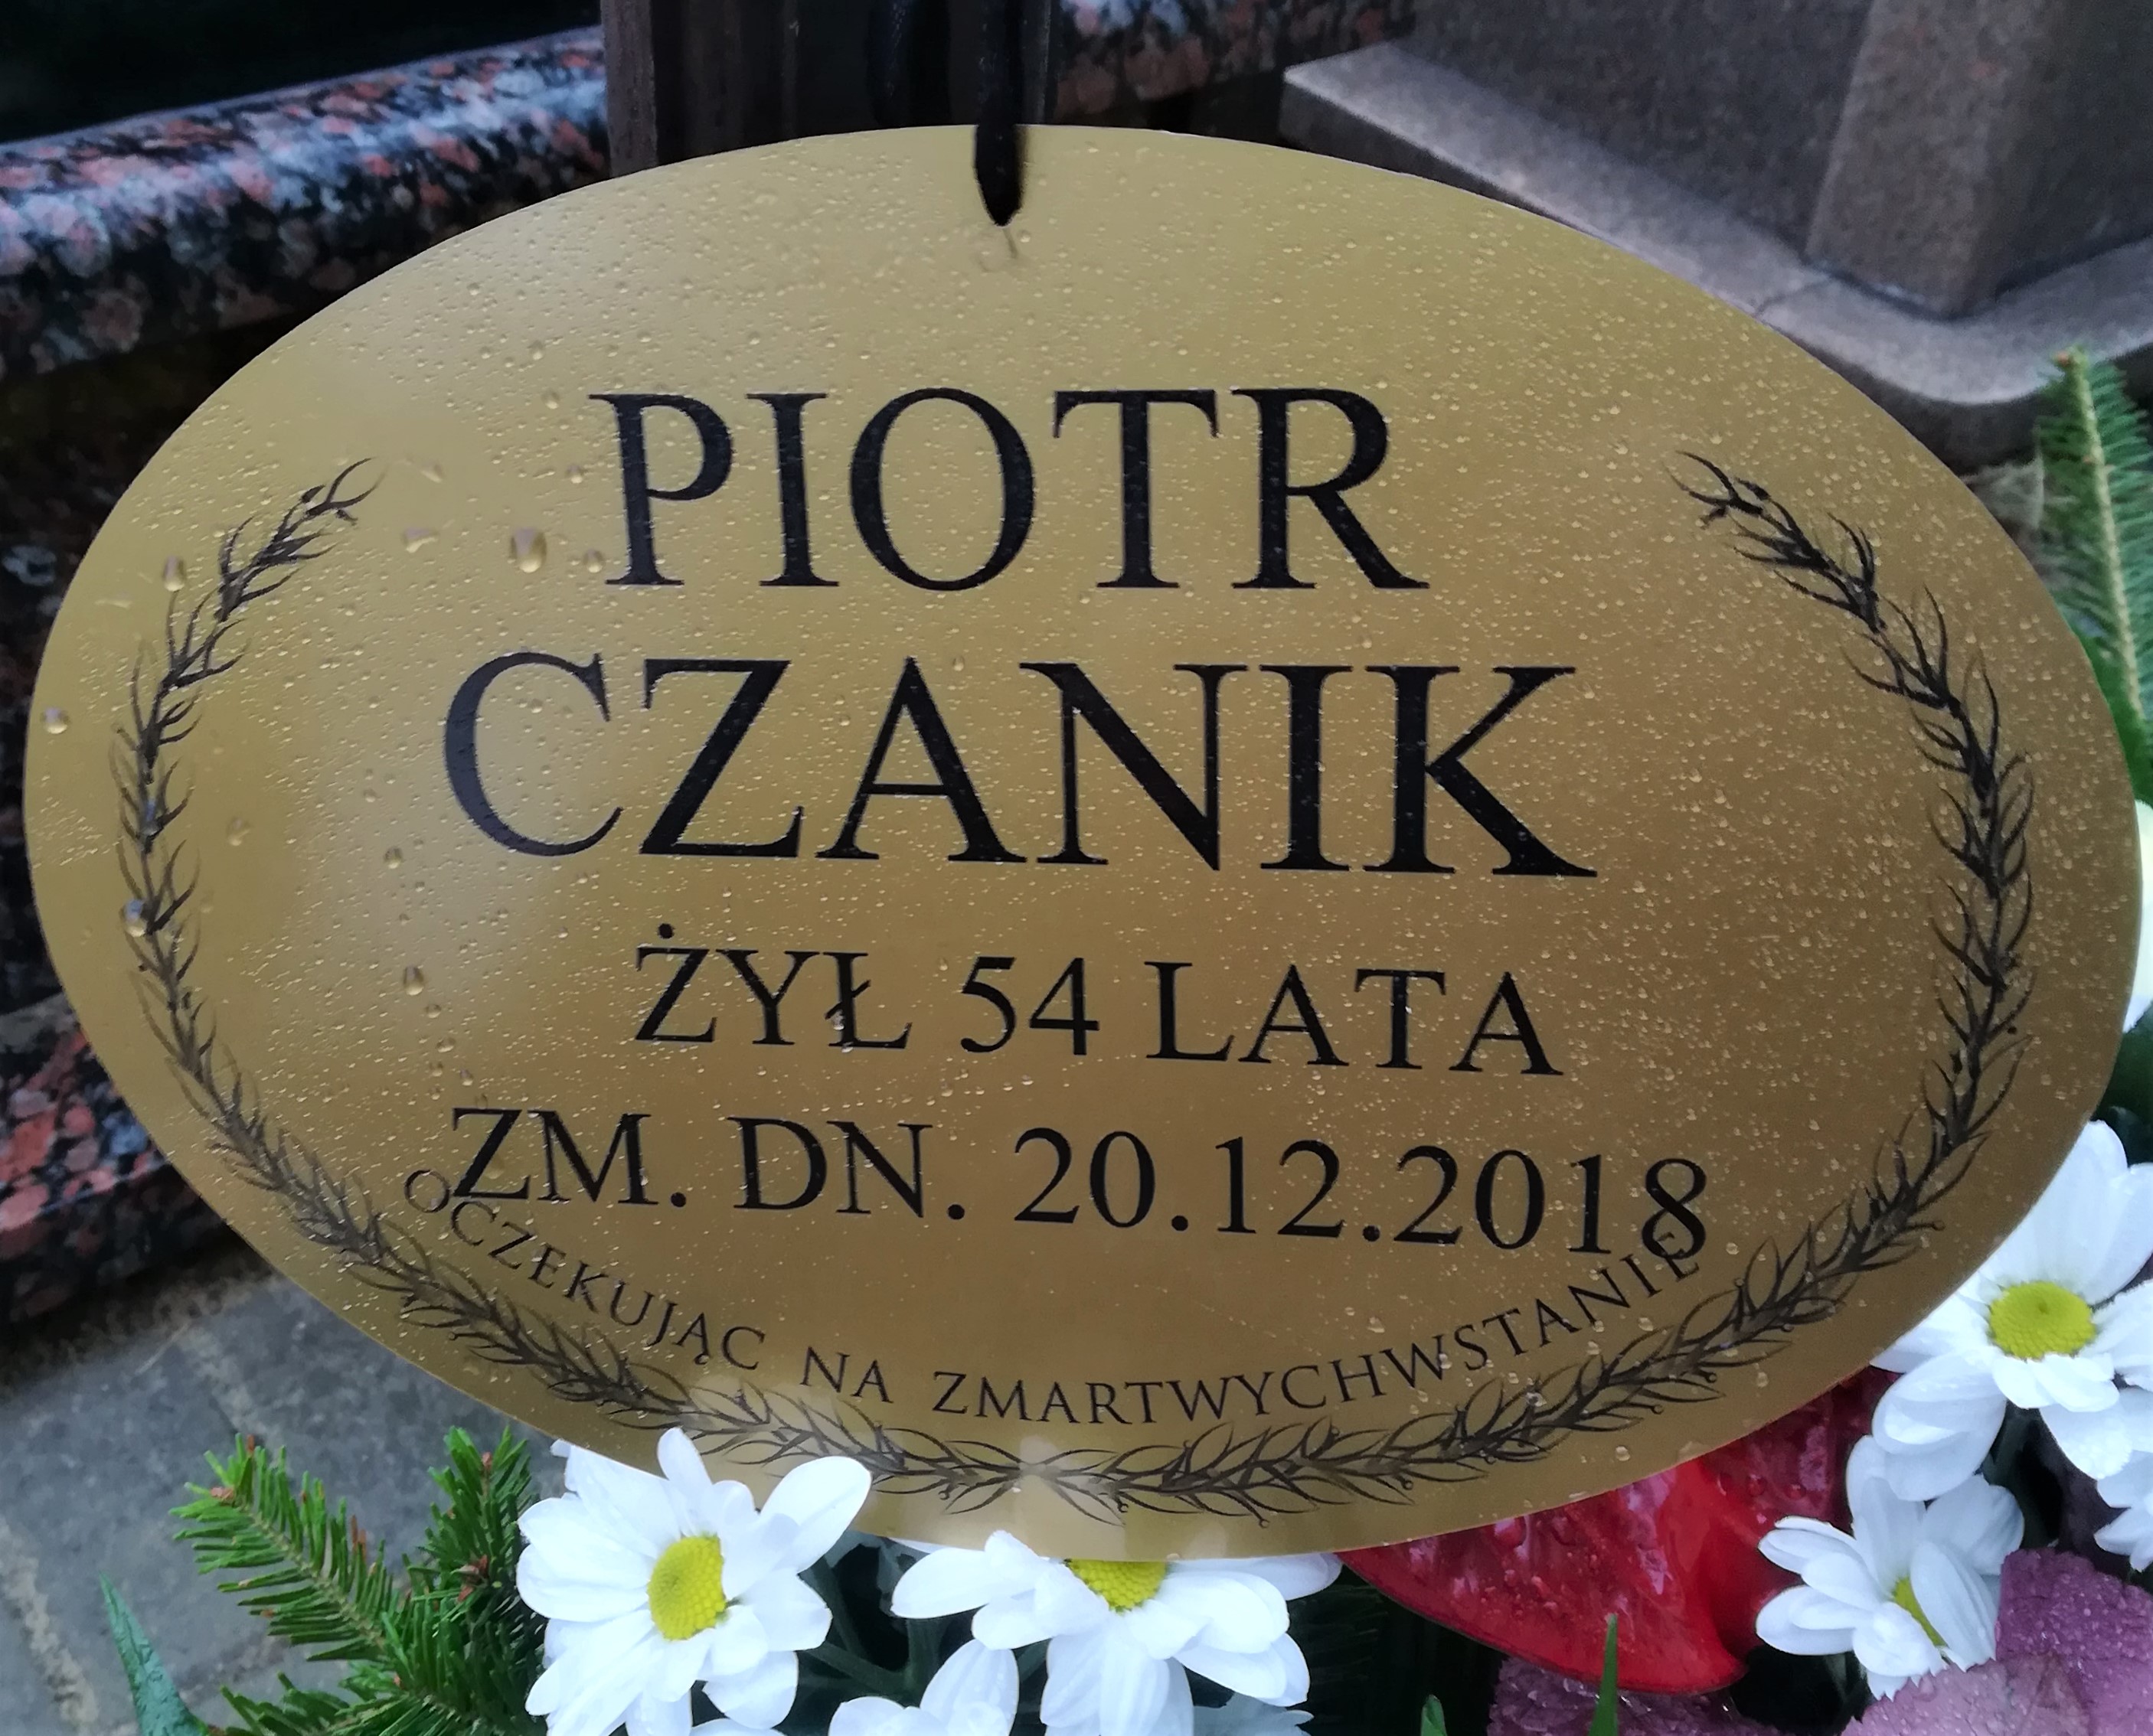 PIOTR
CZANIK
ŻYŁ 54 LATA
ZM. DN. 20.12.2018
OCZEKUJĄC NA ZMARTWYCHWSTANIE